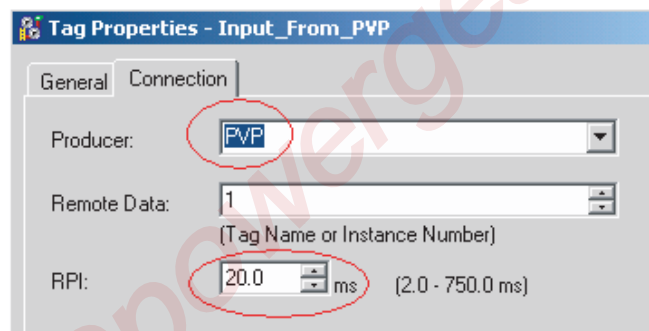 Tag Properties - Input_From_PVP
General Connection
Producer: PVP
Remote Data: 1
(Tag Name or Instance Number)
RPI: 20.0 ms (2.0 - 750.0 ms)